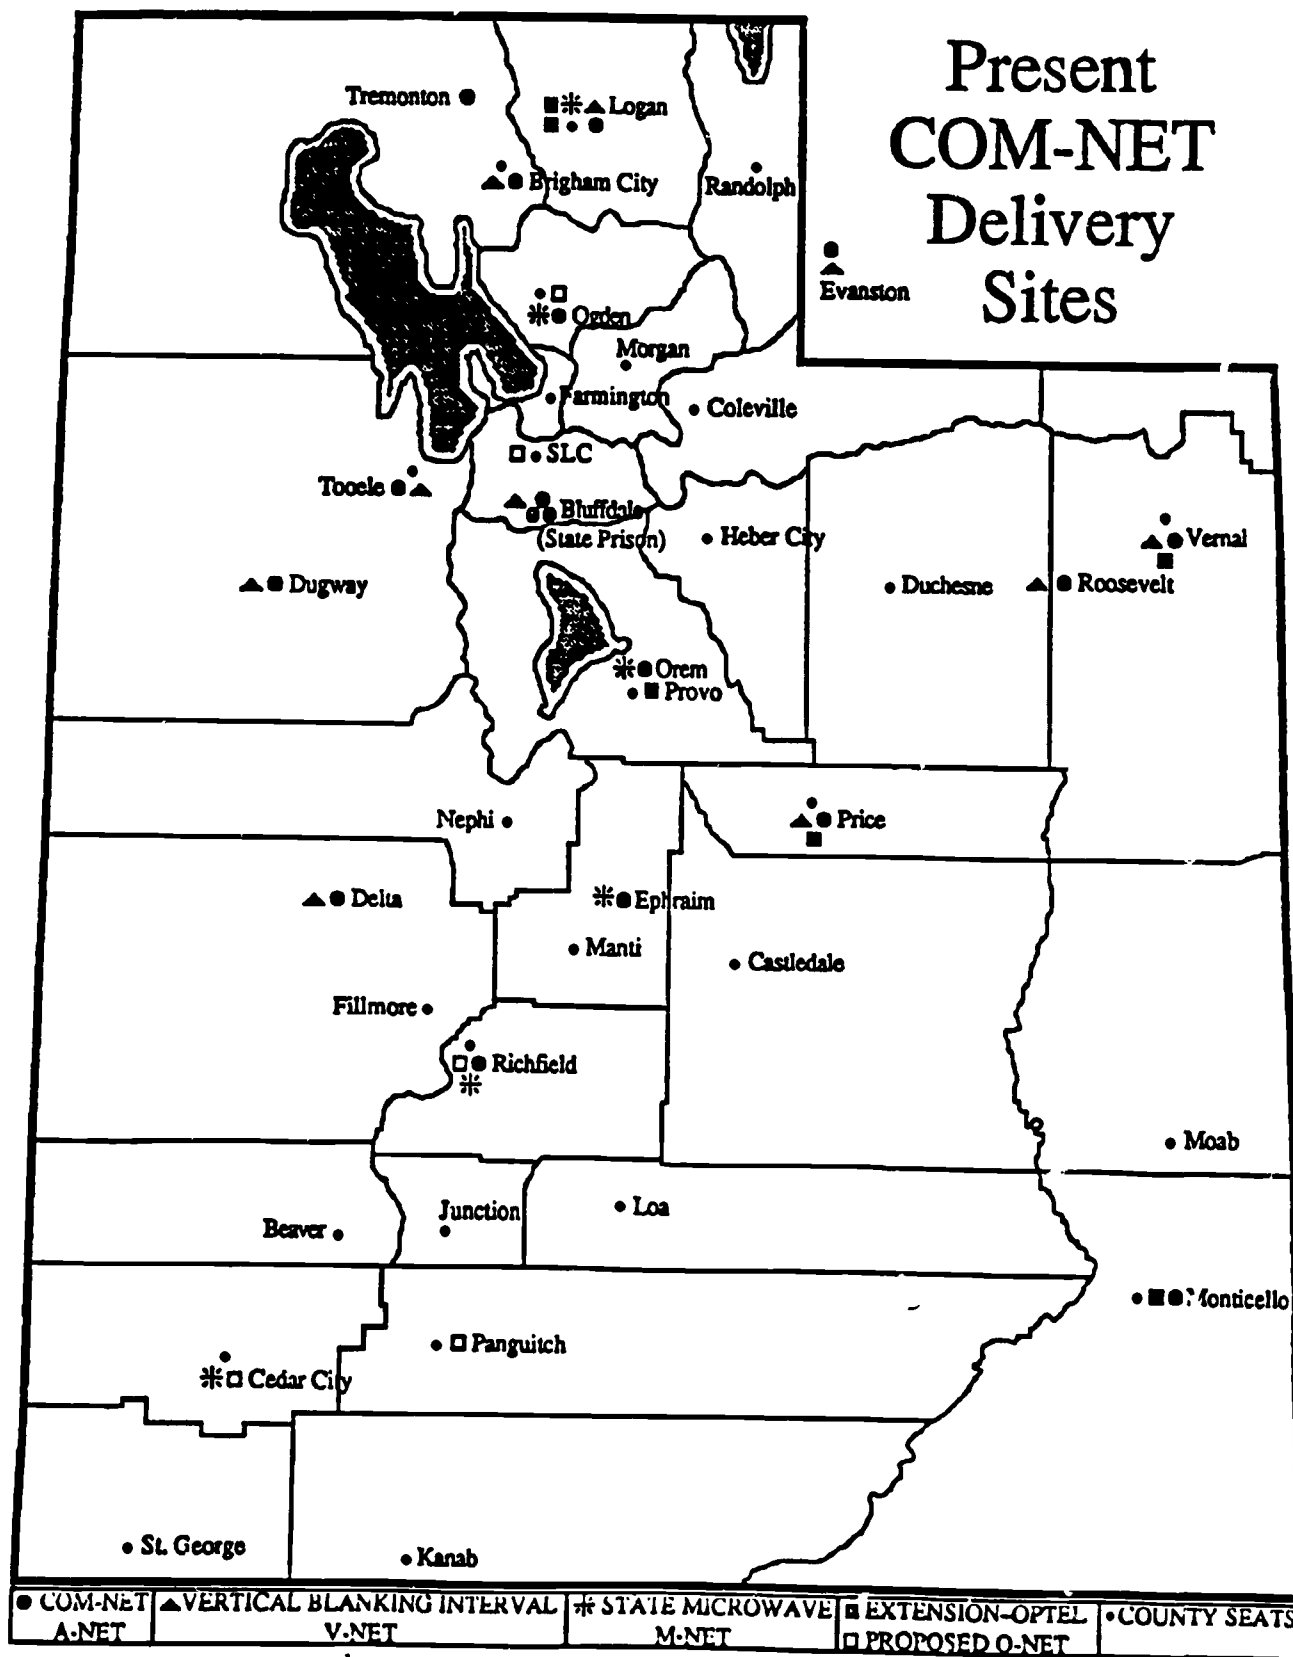 Present
COM-NET
Delivery
Sites
Tremonton
Logan
Brigham City
Randolph
Evanston
Ogden
Morgan
Farmington
Coleville
SLC
Tooele
Bluffdale
(State Prison)
Heber City
Vernal
Dugway
Duchesne
Roosevelt
Orem
Provo
Nephi
Price
Delta
Ephraim
Manti
Castledale
Fillmore
Richfield
Moab
Junction
Loa
Beaver
Monticello
Panguitch
Cedar City
St. George
Kanab
COM-NET
A-NET
VERTICAL BLANKING INTERVAL
V-NET
STATE MICROWAVE
M-NET
EXTENSION-OPTEL
PROPOSED O-NET
COUNTY SEATS